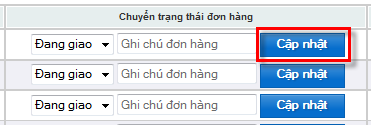 Chuyển trạng thái đơn hàng
Đang giao Ghi chú đơn hàng Cập nhật
Đang giao Ghi chú đơn hàng Cập nhật
Đang giao Ghi chú đơn hàng Cập nhật